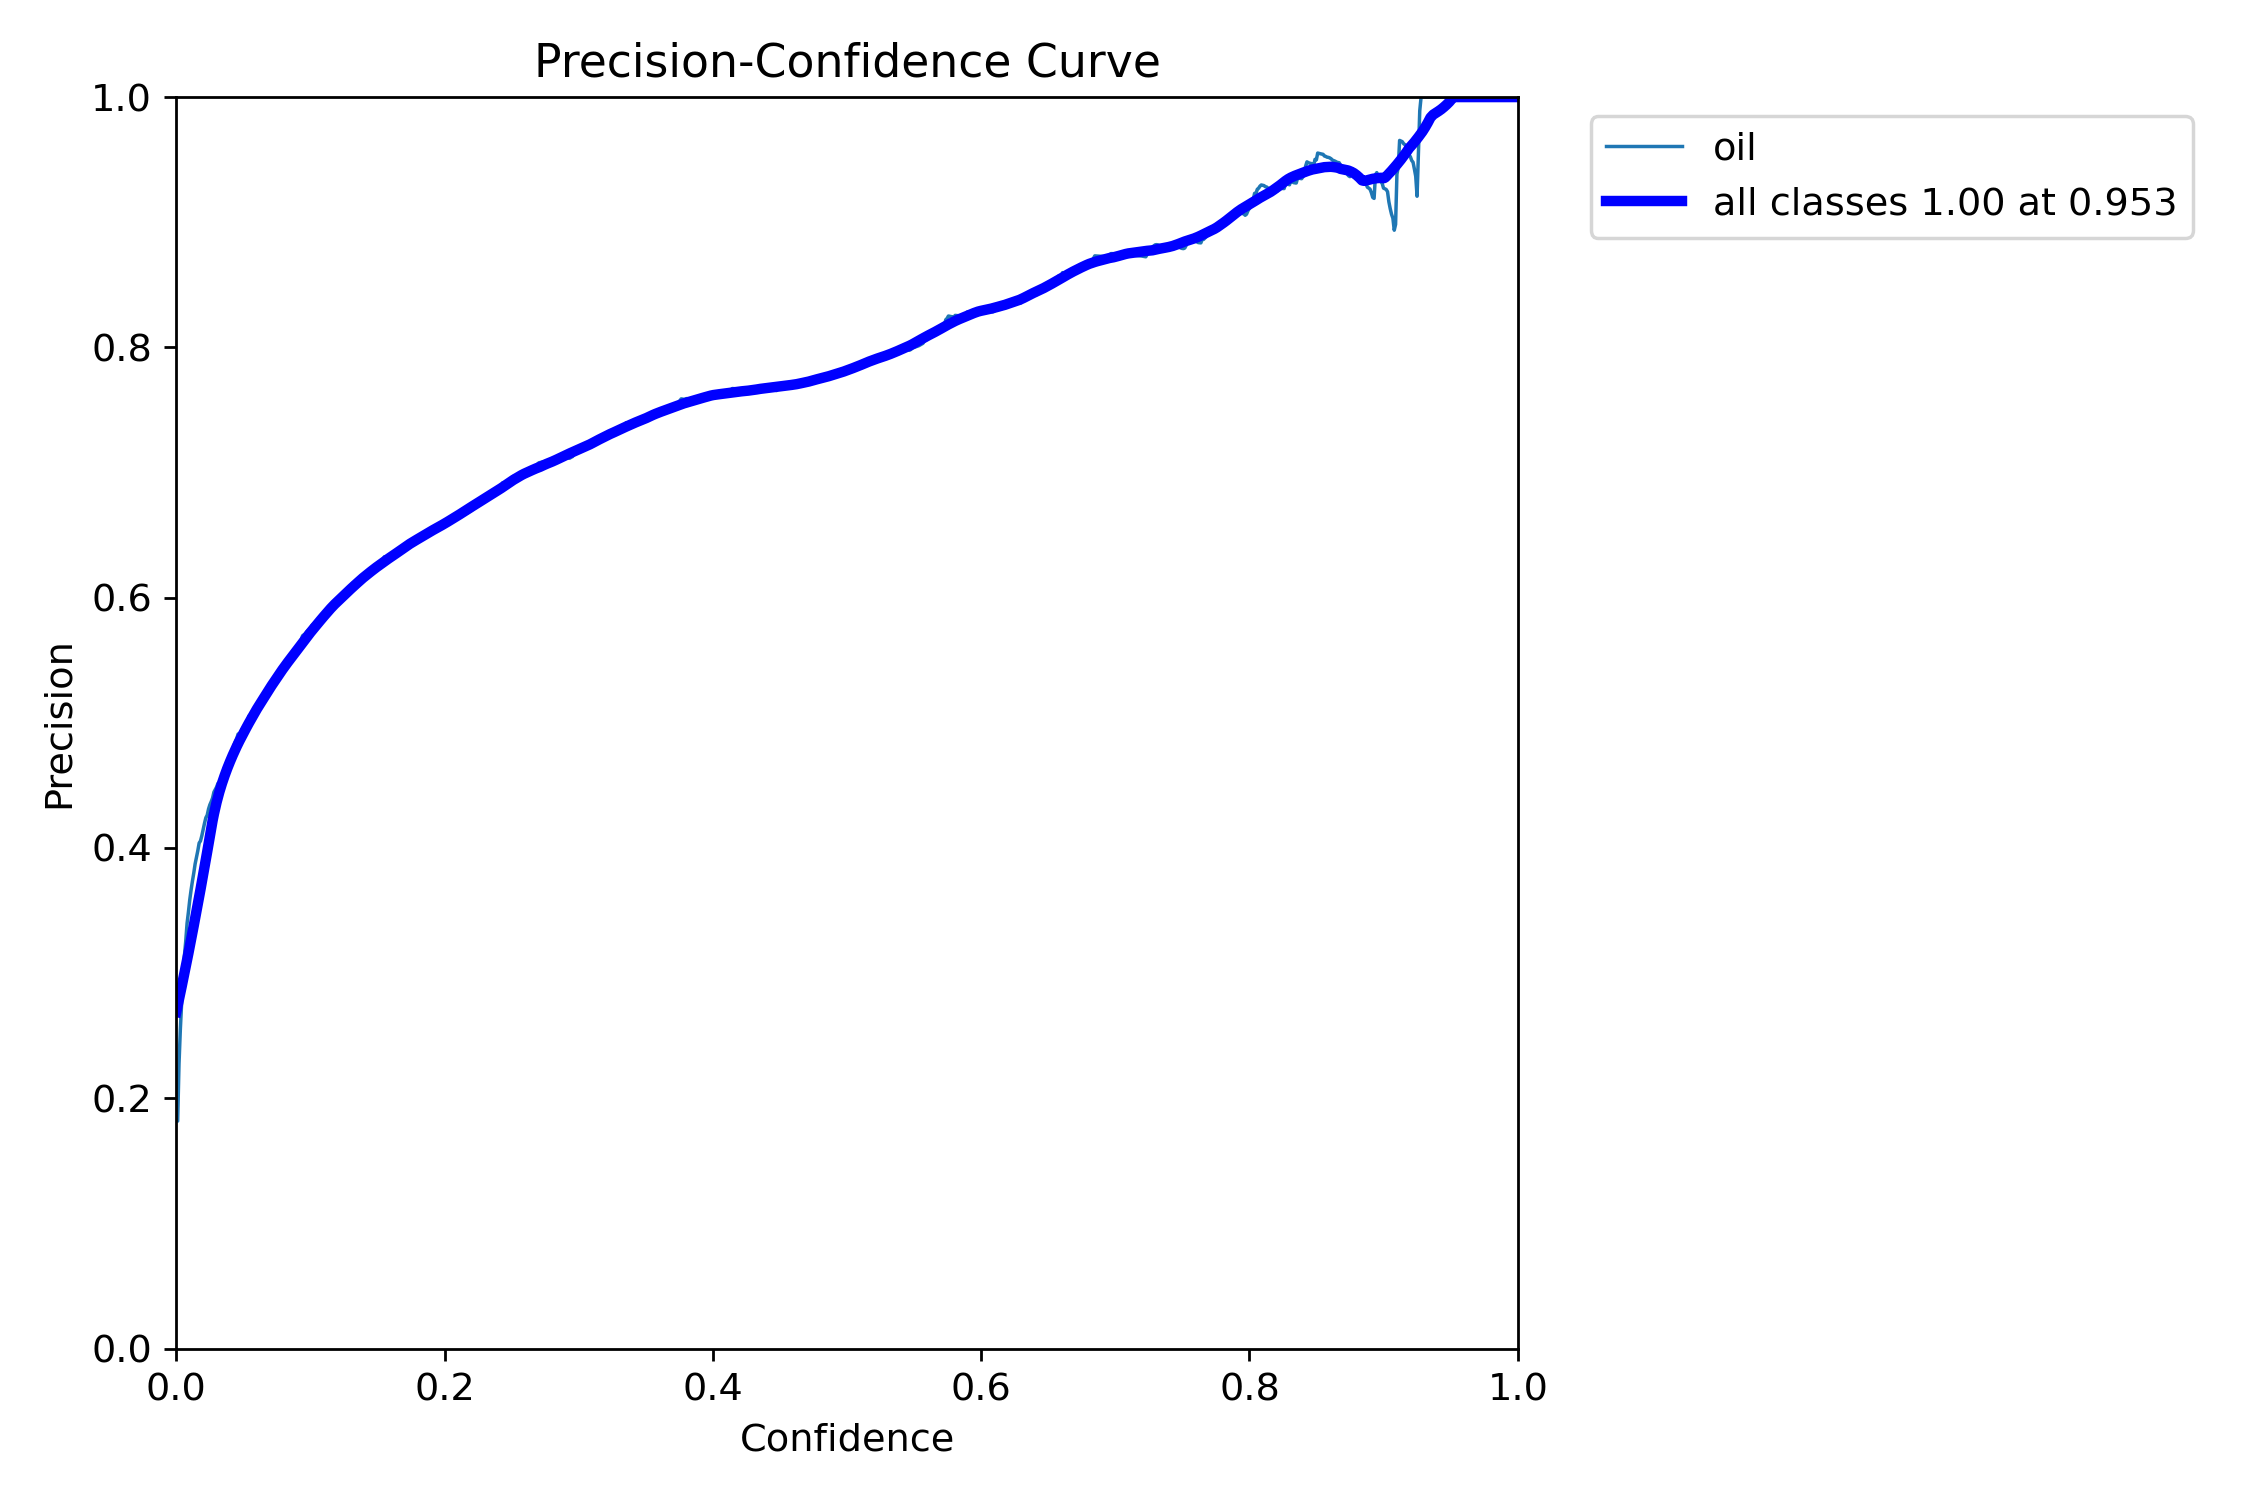 Precision-Confidence Curve
1.0
0.8
0.6
0.4
0.2
0.0
Precision
0.0 0.2 0.4 0.6 0.8 1.0
Confidence
oil
all classes 1.00 at 0.953